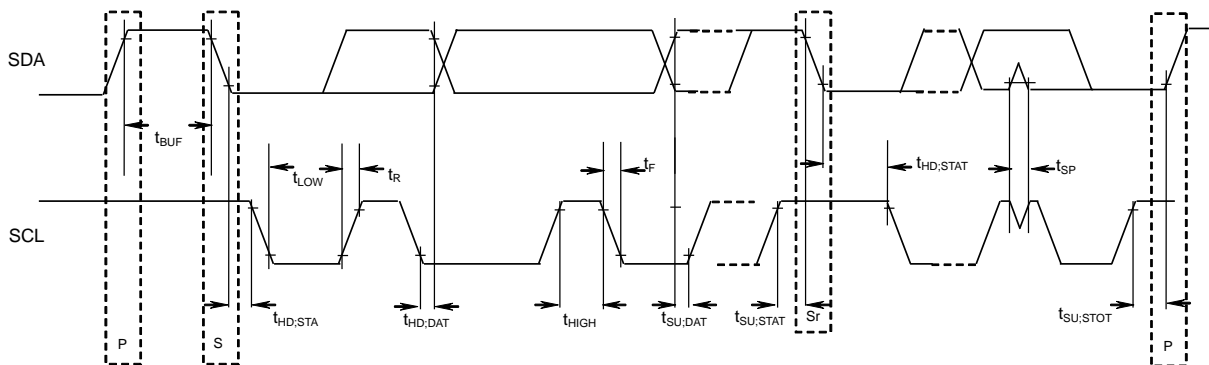 SDA
tBUF
tLOW
tR
tF
tHD;STAT
tSP
SCL
tHD;STA
tHD;DAT
tHIGH
tSU;DAT
tSU;STAT
Sr
tSU;STOT
P
S
P